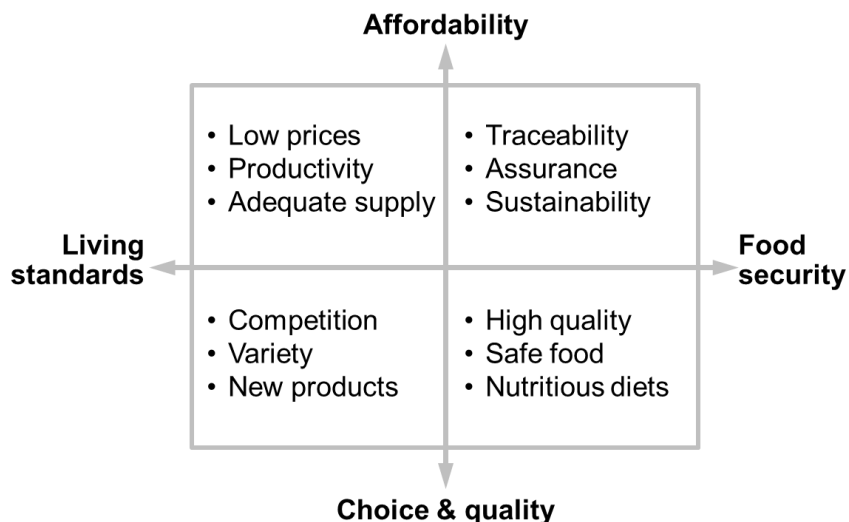 Affordability
• Low prices
• Productivity
• Adequate supply
• Traceability
• Assurance
• Sustainability
Living
standards
Food
security
• Competition
• Variety
• New products
• High quality
• Safe food
• Nutritious diets
Choice & quality